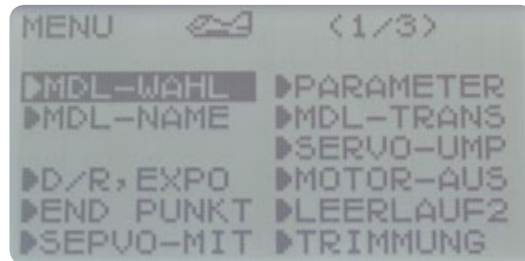 MENU (1/3)
MDL-WAHL
MDL-NAME
D/R,EXPO
END PUNKT
SEPVO-MIT
PARAMETER
MDL-TRANS
SERVO-UMP
MOTOR-AUS
LEERLAUF2
TRIMMUNG